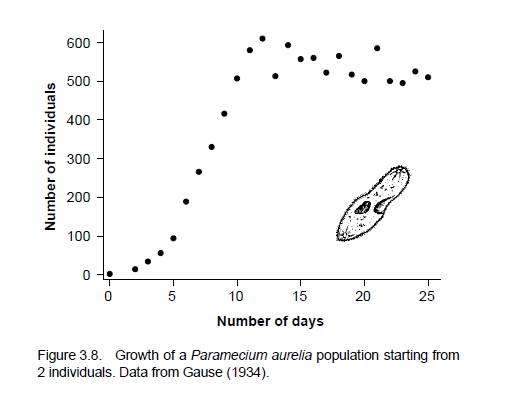 600
500
400
300
200
100
0
Number of individuals
0 5 10 15 20 25
Number of days
Figure 3.8. Growth of a Paramecium aurelia population starting from
2 individuals. Data from Gause (1934).